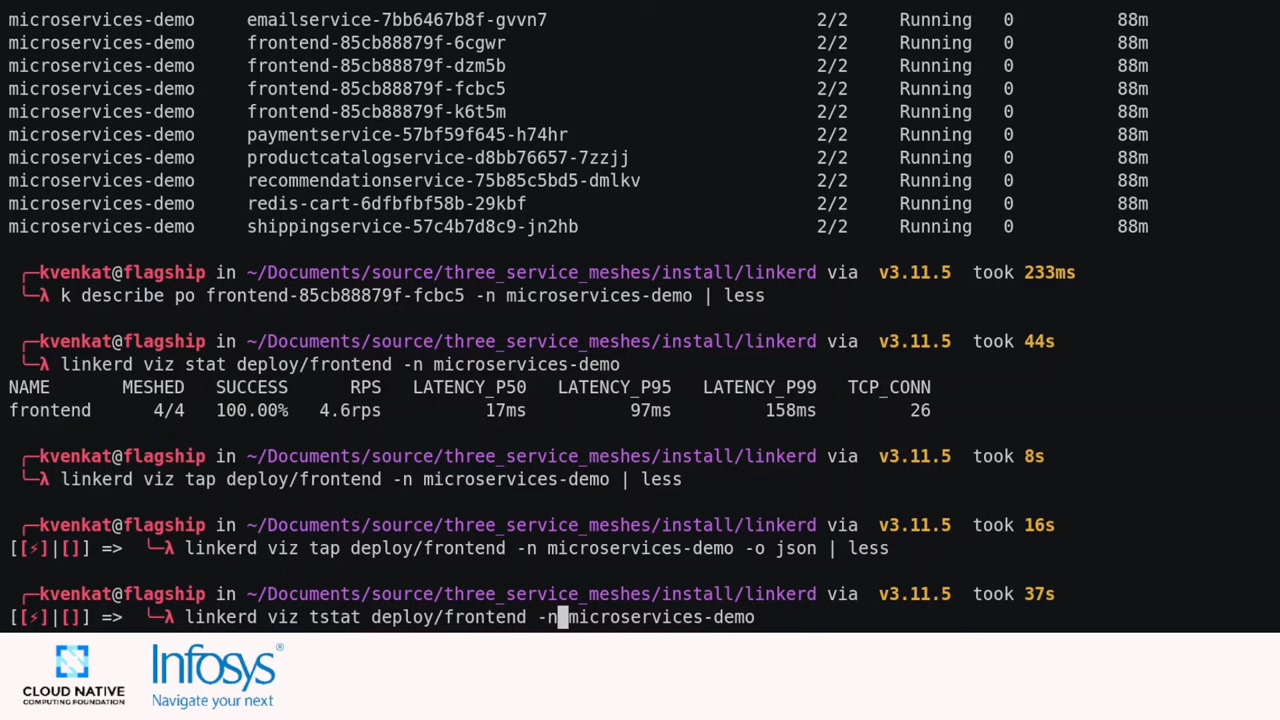 microservices-demo emailservice-7bb6467b8f-gvvn7 2/2 Running 0 88m
microservices-demo frontend-85cb88879f-6cgwr 2/2 Running 0 88m
microservices-demo frontend-85cb88879f-dzm5b 2/2 Running 0 88m
microservices-demo frontend-85cb88879f-fcbc5 2/2 Running 0 88m
microservices-demo frontend-85cb88879f-k6t5m 2/2 Running 0 88m
microservices-demo paymentservice-57bf59f645-h74hr 2/2 Running 0 88m
microservices-demo productcatalogservice-d8bb76657-7zzjj 2/2 Running 0 88m
microservices-demo recommendationservice-75b85c5bd5-dmlkv 2/2 Running 0 88m
microservices-demo redis-cart-6dfbfbf58b-29kbf 2/2 Running 0 88m
microservices-demo shippingservice-57c4b7d8c9-jn2hb 2/2 Running 0 88m
╭─kvenkat@flagship in ~/Documents/source/three_service_meshes/install/linkerd via v3.11.5 took 233ms
╰─λ k describe po frontend-85cb88879f-fcbc5 -n microservices-demo | less
╭─kvenkat@flagship in ~/Documents/source/three_service_meshes/install/linkerd via v3.11.5 took 44s
╰─λ linkerd viz stat deploy/frontend -n microservices-demo
NAME MESHED SUCCESS RPS LATENCY_P50 LATENCY_P95 LATENCY_P99 TCP_CONN
frontend 4/4 100.00% 4.6rps 17ms 97ms 158ms 26
╭─kvenkat@flagship in ~/Documents/source/three_service_meshes/install/linkerd via v3.11.5 took 8s
╰─λ linkerd viz tap deploy/frontend -n microservices-demo | less
╭─kvenkat@flagship in ~/Documents/source/three_service_meshes/install/linkerd via v3.11.5 took 16s
[[⚡]|[]] => ╰─λ linkerd viz tap deploy/frontend -n microservices-demo -o json | less
╭─kvenkat@flagship in ~/Documents/source/three_service_meshes/install/linkerd via v3.11.5 took 37s
[[⚡]|[]] => ╰─λ linkerd viz tstat deploy/frontend -n microservices-demo
CLOUD NATIVE
COMPUTING FOUNDATION
Infosys®
Navigate your next